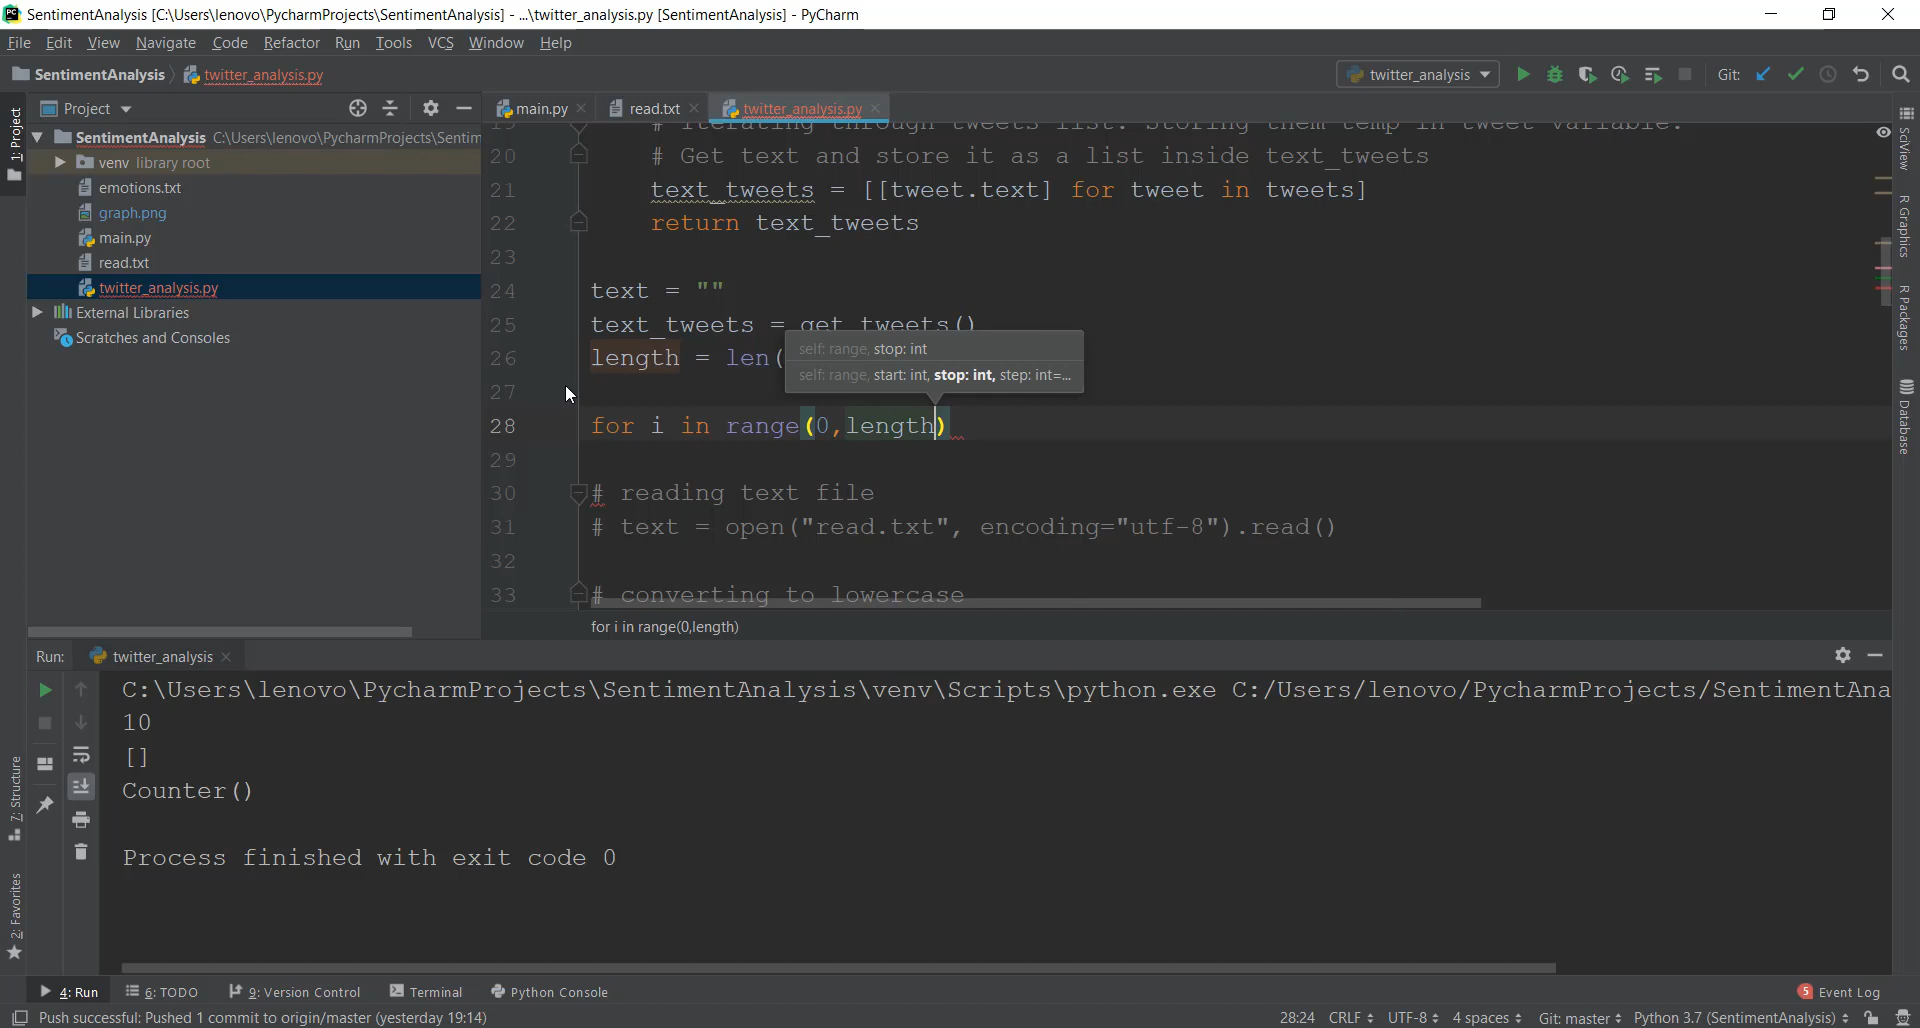 SentimentAnalysis [C:\Users\lenovo\PycharmProjects\SentimentAnalysis] - ...\twitter_analysis.py [SentimentAnalysis] - PyCharm
File Edit View Navigate Code Refactor Run Tools VCS Window Help
SentimentAnalysis twitter_analysis.py
twitter_analysis Git:
Project
main.py read.txt twitter_analysis.py
1: Project
SentimentAnalysis C:\Users\lenovo\PycharmProjects\Sentim
venv library root
emotions.txt
graph.png
main.py
read.txt
twitter_analysis.py
External Libraries
Scratches and Consoles
19 # Iterating through tweets list. Storing them temp in tweet variable.
20 # Get text and store it as a list inside text_tweets
21 text_tweets = [[tweet.text] for tweet in tweets]
22 return text_tweets
23
24 text = ""
25 text_tweets = get_tweets()
26 length = len(
self: range, stop: int
self: range, start: int, stop: int, step: int=...
27
28 for i in range(0,length)
29
30 # reading text file
31 # text = open("read.txt", encoding="utf-8").read()
32
33 # converting to lowercase
for i in range(0,length)
SciView
R Graphics
R Packages
Database
Run: twitter_analysis
C:\Users\lenovo\PycharmProjects\SentimentAnalysis\venv\Scripts\python.exe C:/Users/lenovo/PycharmProjects/SentimentAna
10
[]
Counter()
Process finished with exit code 0
7: Structure
2: Favorites
4: Run 6: TODO 9: Version Control Terminal Python Console 5 Event Log
Push successful: Pushed 1 commit to origin/master (yesterday 19:14) 28:24 CRLF UTF-8 4 spaces Git: master Python 3.7 (SentimentAnalysis)